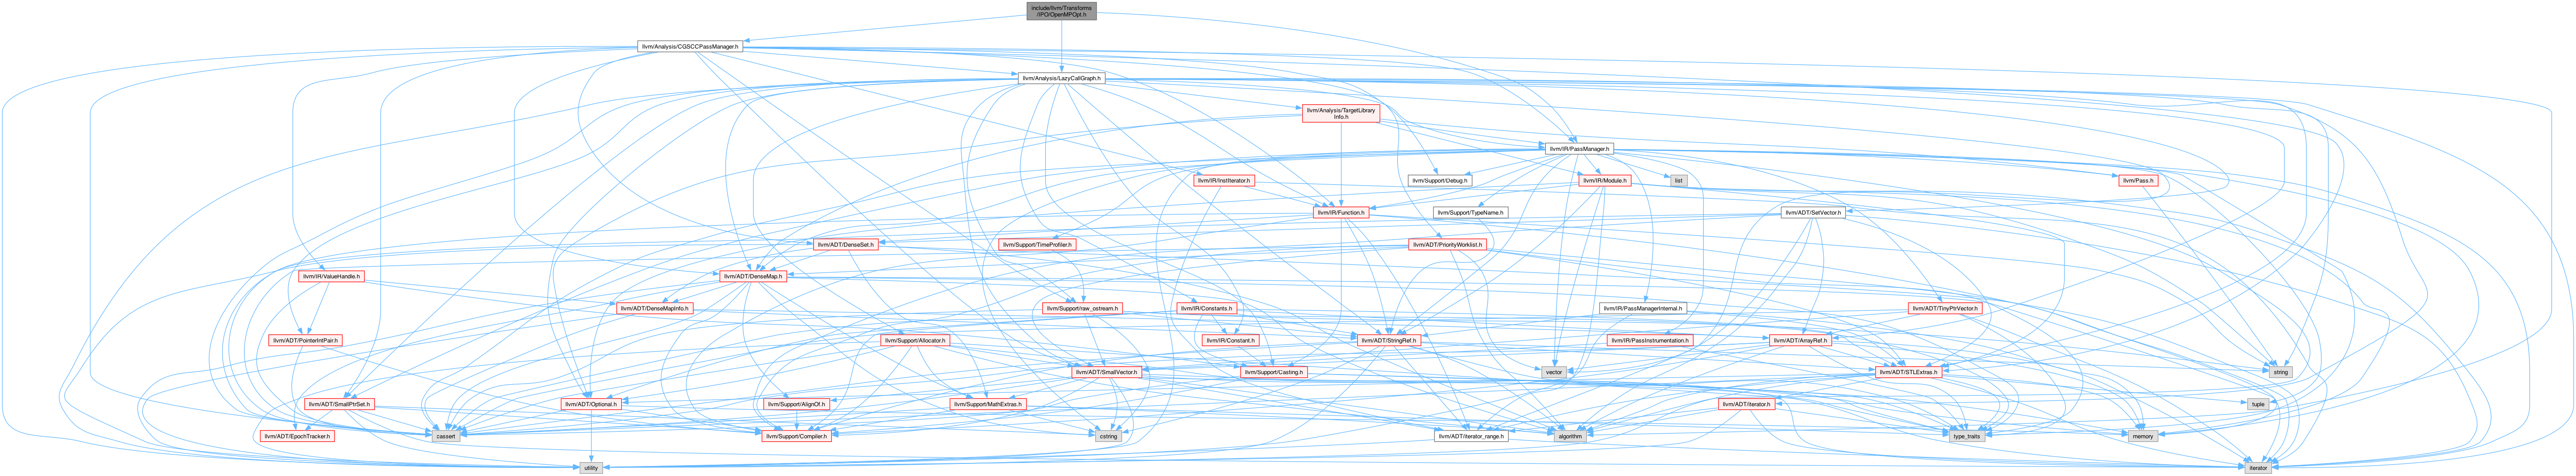 include/llvm/Transforms
/IPO/OpenMPOpt.h
llvm/Analysis/CGSCCPassManager.h
llvm/Analysis/LazyCallGraph.h
llvm/Analysis/TargetLibrary
Info.h
llvm/IR/PassManager.h
llvm/IR/InstIterator.h
llvm/Support/Debug.h
llvm/IR/Module.h
list
llvm/Pass.h
llvm/IR/Function.h
llvm/Support/TypeName.h
llvm/ADT/SetVector.h
llvm/ADT/DenseSet.h
llvm/Support/TimeProfiler.h
llvm/ADT/PriorityWorklist.h
llvm/IR/ValueHandle.h
llvm/ADT/DenseMap.h
llvm/ADT/DenseMapInfo.h
llvm/Support/raw_ostream.h
llvm/IR/Constants.h
llvm/IR/PassManagerInternal.h
llvm/ADT/TinyPtrVector.h
llvm/ADT/PointerIntPair.h
llvm/Support/Allocator.h
llvm/IR/Constant.h
llvm/ADT/StringRef.h
llvm/IR/PassInstrumentation.h
llvm/ADT/ArrayRef.h
llvm/ADT/SmallVector.h
llvm/Support/Casting.h
vector
llvm/ADT/STLExtras.h
string
llvm/ADT/SmallPtrSet.h
llvm/ADT/Optional.h
llvm/Support/AlignOf.h
llvm/Support/MathExtras.h
llvm/ADT/iterator.h
tuple
llvm/ADT/EpochTracker.h
cassert
llvm/Support/Compiler.h
cstring
llvm/ADT/iterator_range.h
algorithm
type_traits
memory
utility
iterator